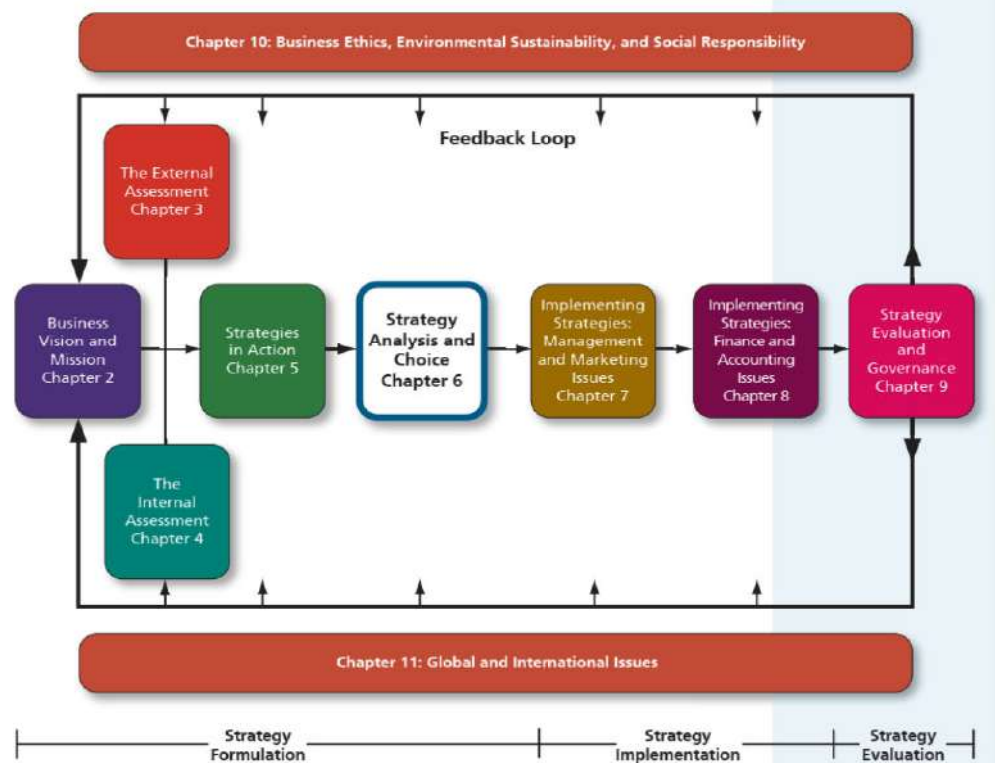 Chapter 10: Business Ethics, Environmental Sustainability, and Social Responsibility
Feedback Loop
The External
Assessment
Chapter 3
Business
Vision and
Mission
Chapter 2
Strategies
in Action
Chapter 5
Strategy
Analysis and
Choice
Chapter 6
Implementing
Strategies:
Management
and Marketing
Issues
Chapter 7
Implementing
Strategies:
Finance and
Accounting
Issues
Chapter 8
Strategy
Evaluation
and
Governance
Chapter 9
The
Internal
Assessment
Chapter 4
Chapter 11: Global and International Issues
Strategy
Formulation
Strategy
Implementation
Strategy
Evaluation